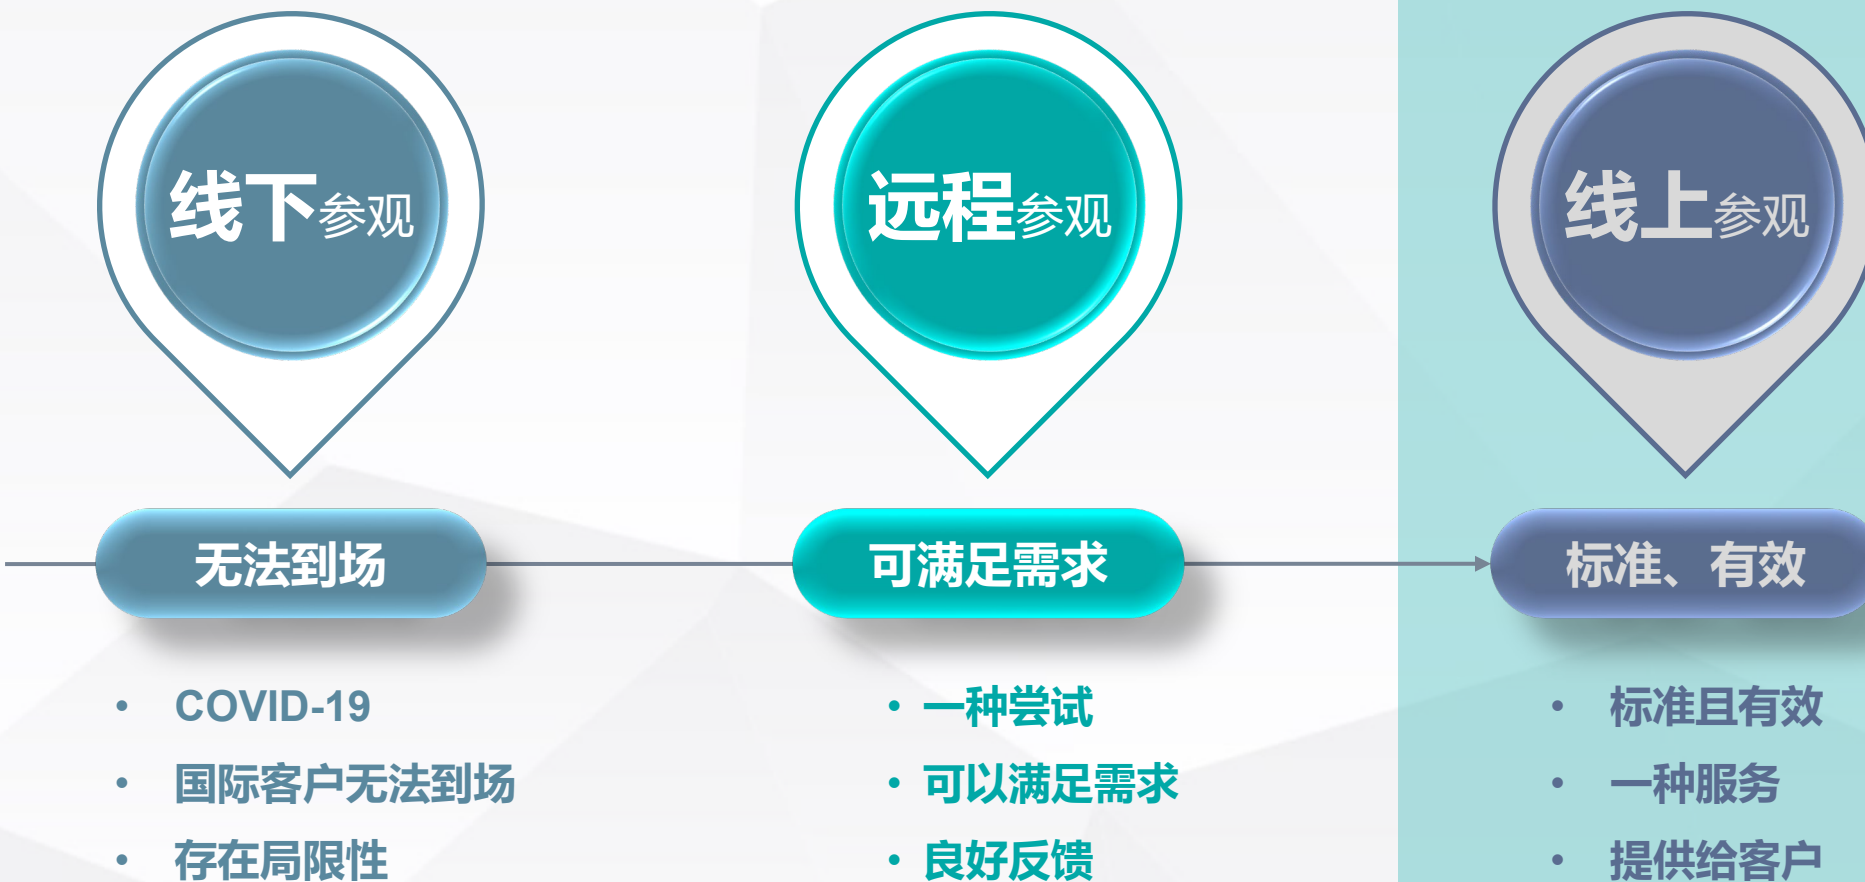 线下参观
远程参观
线上参观
无法到场
可满足需求
标准、有效
• COVID-19
• 国际客户无法到场
• 存在局限性
• 一种尝试
• 可以满足需求
• 良好反馈
• 标准且有效
• 一种服务
• 提供给客户